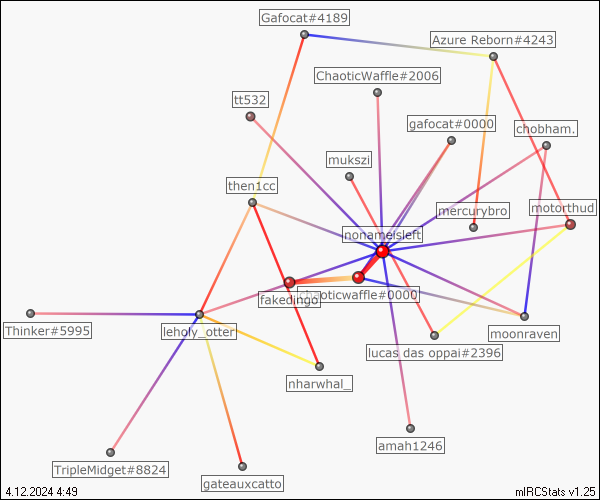 Gafocat#4189
Azure Reborn#4243
ChaoticWaffle#2006
tt532
gafocat#0000
chobham.
mukszi
then1cc
mercurybro
motorthud
nonameisleft
chaoticwaffle#0000
fakedingo
Thinker#5995
leholy_otter
moonraven
lucas das oppai#2396
nharwhal_
amah1246
TripleMidget#8824
gateauxcatto
4.12.2024 4:49
mIRCStats v1.25